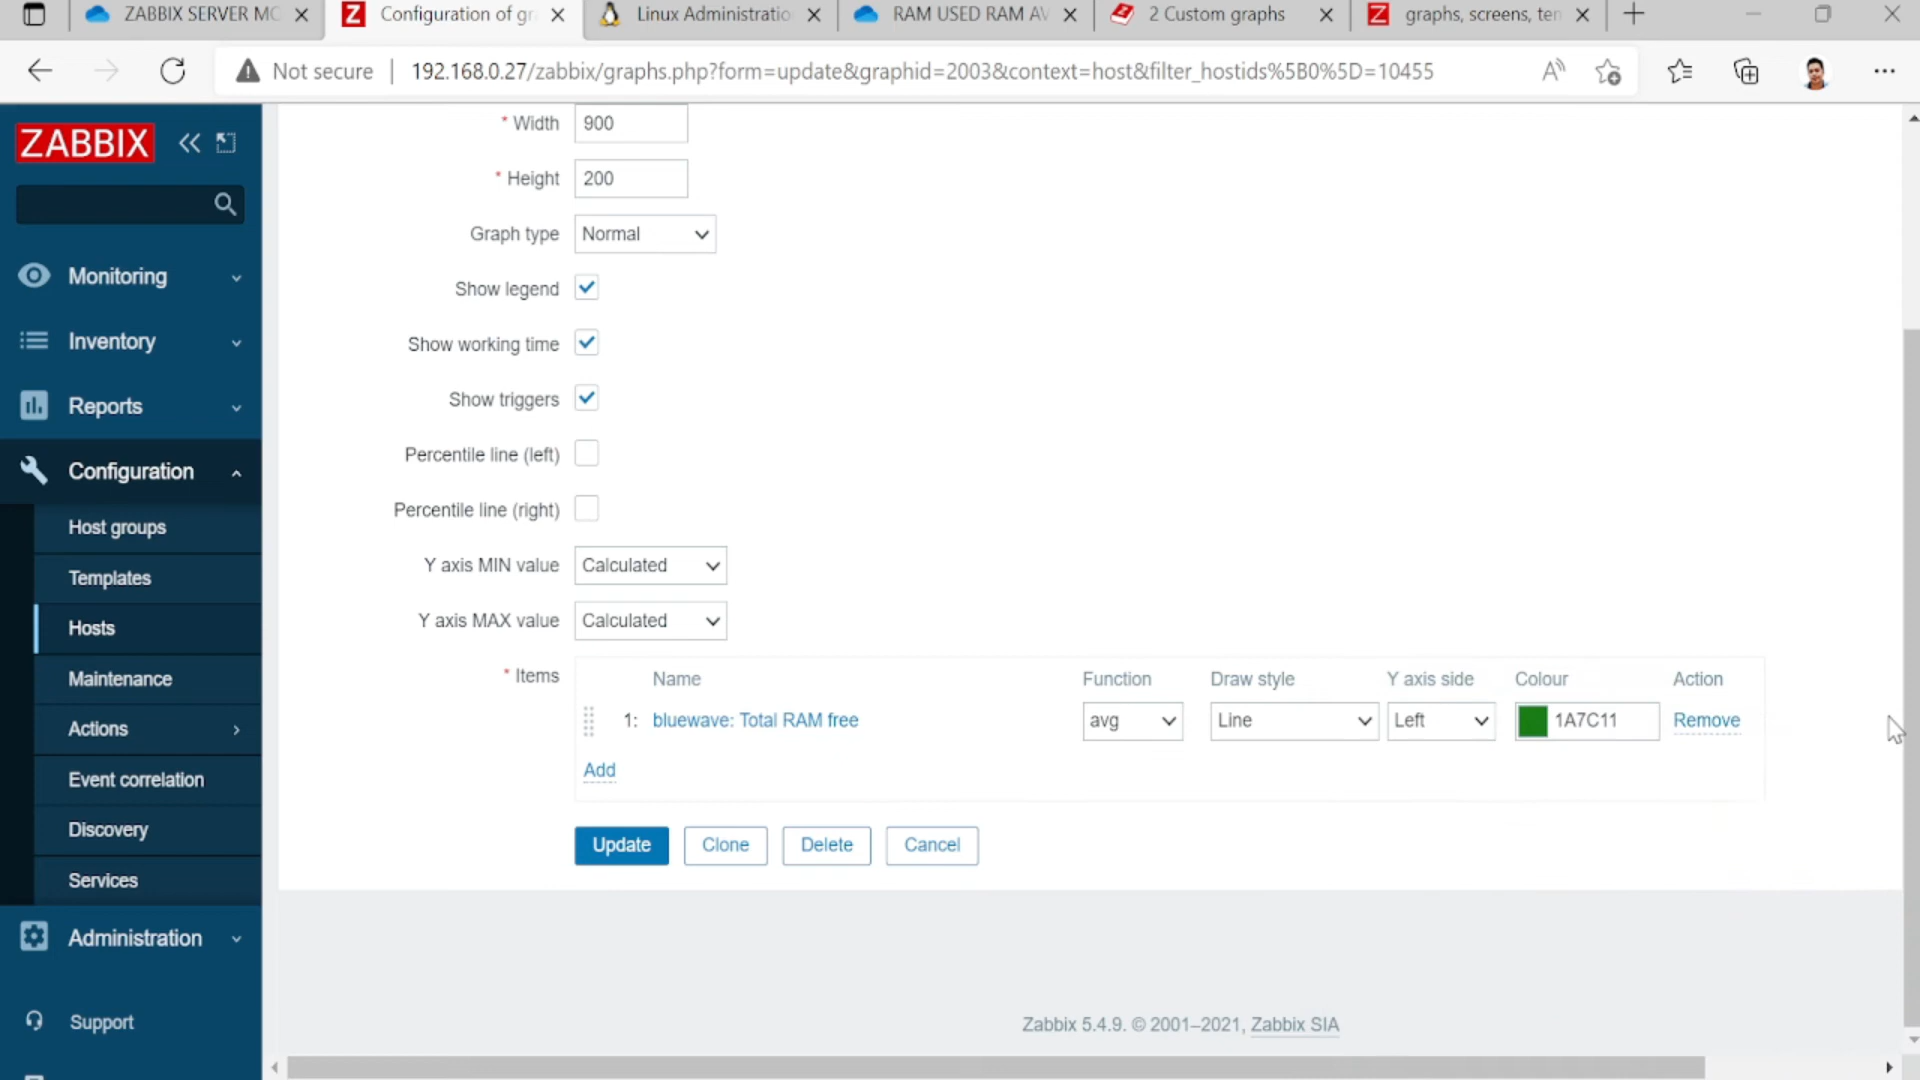 ZABBIX SERVER MC
Configuration of gr
Linux Administratio
RAM USED RAM AV
2 Custom graphs
graphs, screens, ten
Not secure
192.168.0.27/zabbix/graphs.php?form=update&graphid=2003&context=host&filter_hostids%5B0%5D=10455
ZABBIX
Monitoring
Inventory
Reports
Configuration
Host groups
Templates
Hosts
Maintenance
Actions
Event correlation
Discovery
Services
Administration
Support
* Width 900
* Height 200
Graph type Normal
Show legend
Show working time
Show triggers
Percentile line (left)
Percentile line (right)
Y axis MIN value Calculated
Y axis MAX value Calculated
* Items Name Function Draw style Y axis side Colour Action
1: bluewave: Total RAM free avg Line Left 1A7C11 Remove
Add
Update Clone Delete Cancel
Zabbix 5.4.9. © 2001–2021, Zabbix SIA